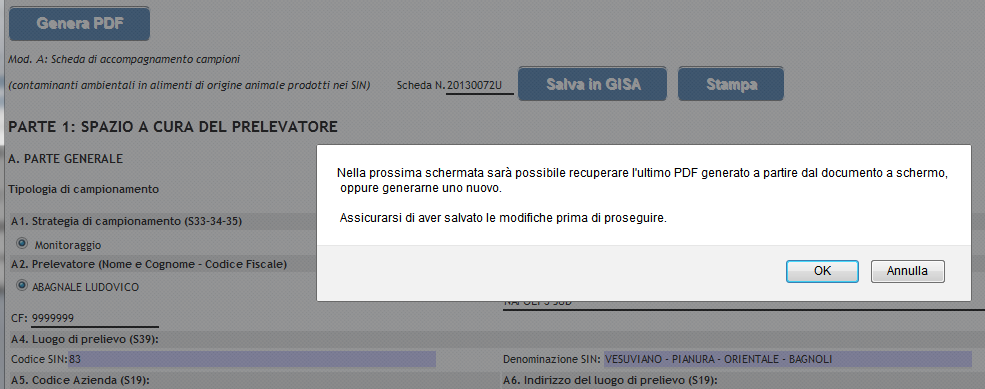 Genera PDF
Mod. A: Scheda di accompagnamento campioni
(contaminanti ambientali in alimenti di origine animale prodotti nei SIN) Scheda N. 20130072U Salva in GISA Stampa
PARTE 1: SPAZIO A CURA DEL PRELEVATORE
A. PARTE GENERALE
Nella prossima schermata sarà possibile recuperare l'ultimo PDF generato a partire dal documento a schermo,
oppure generarne uno nuovo.
Assicurarsi di aver salvato le modifiche prima di proseguire.
OK Annulla
Tipologia di campionamento
A1. Strategia di campionamento (S33-34-35)
Monitoraggio
A2. Prelevatore (Nome e Cognome - Codice Fiscale)
ABAGNALE LUDOVICO
NAPOLI 3 SUD
CF: 9999999
A4. Luogo di prelievo (S39):
Codice SIN: 83 Denominazione SIN: VESUVIANO - PIANURA - ORIENTALE - BAGNOLI
A5. Codice Azienda (S19): A6. Indirizzo del luogo di prelievo (S19):